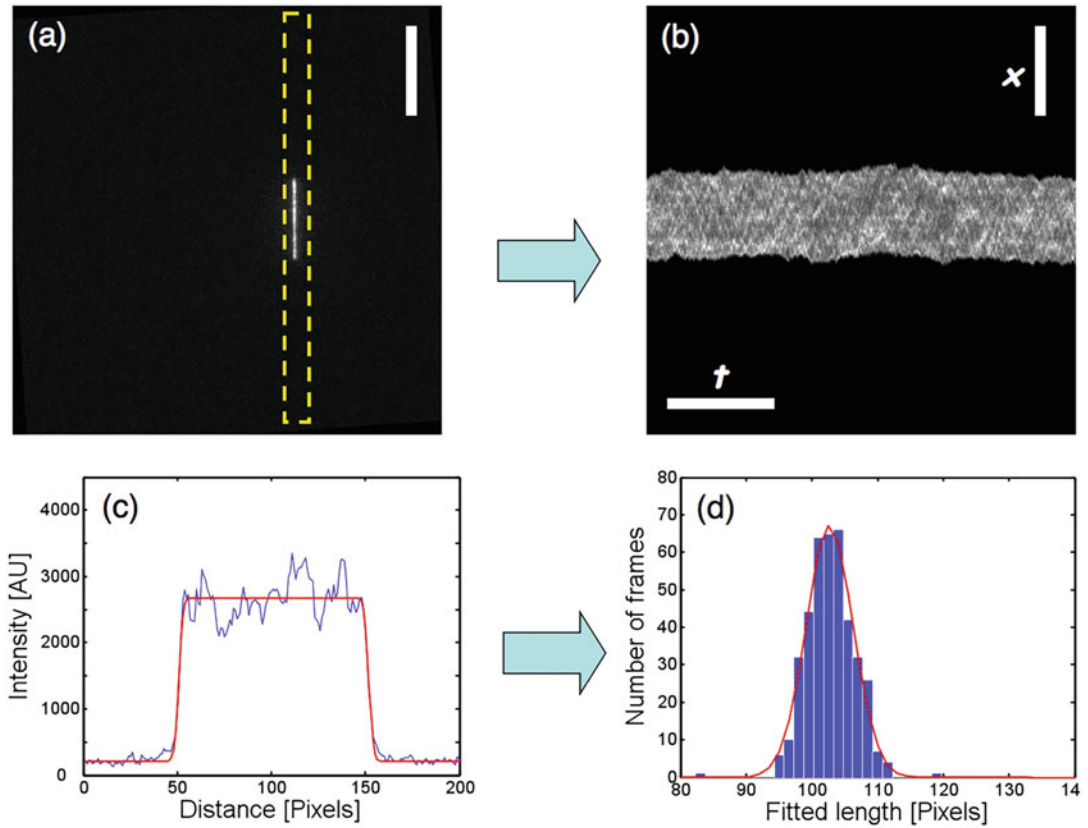 (a)
(b)
x
t
(c)
4000
3000
2000
1000
0
Intensity [AU]
0
50
100
150
200
Distance [Pixels]
(d)
80
70
60
50
40
30
20
10
0
Number of frames
80
90
100
110
120
130
14
Fitted length [Pixels]